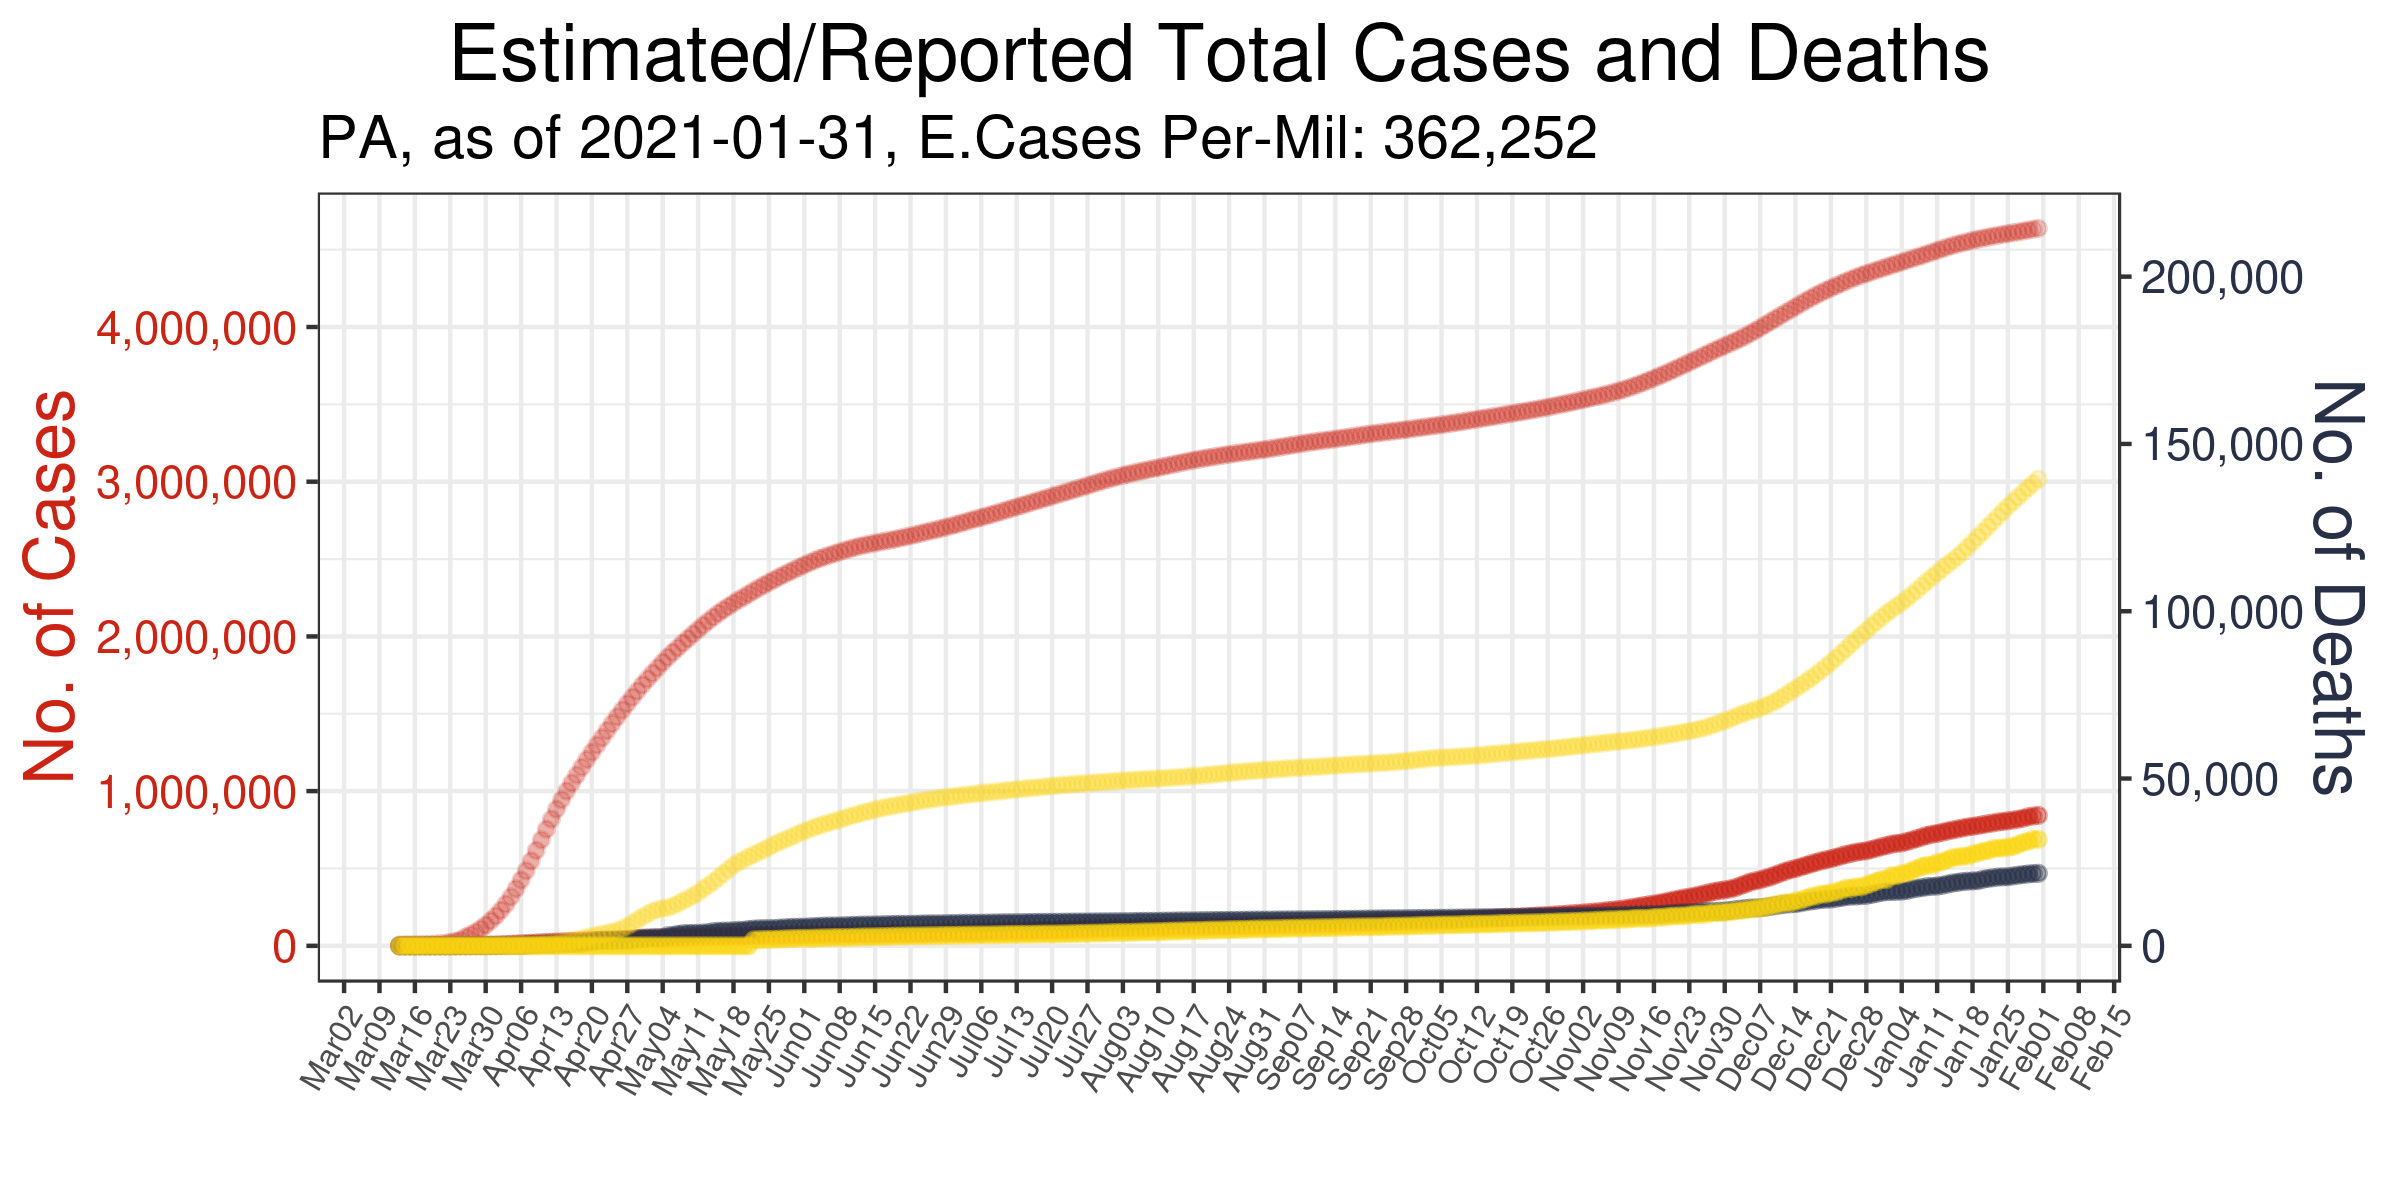 Estimated/Reported Total Cases and Deaths
PA, as of 2021-01-31, E.Cases Per-Mil: 362,252
No. of Cases
4,000,000
3,000,000
2,000,000
1,000,000
0
200,000
150,000
100,000
50,000
0
No. of Deaths
Mar02
Mar09
Mar16
Mar23
Mar30
Apr06
Apr13
Apr20
Apr27
May04
May11
May18
May25
Jun01
Jun08
Jun15
Jun22
Jun29
Jul06
Jul13
Jul20
Jul27
Aug03
Aug10
Aug17
Aug24
Aug31
Sep07
Sep14
Sep21
Sep28
Oct05
Oct12
Oct19
Oct26
Nov02
Nov09
Nov16
Nov23
Nov30
Dec07
Dec14
Dec21
Dec28
Jan04
Jan11
Jan18
Jan25
Feb01
Feb08
Feb15